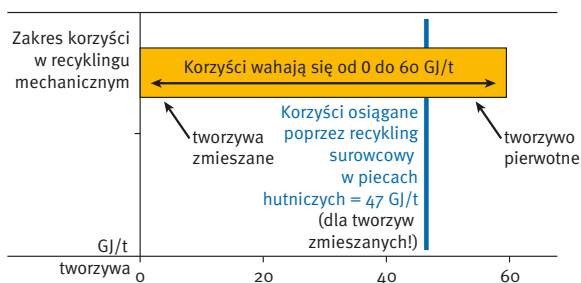 Zakres korzyści
w recyklingu
mechanicznym
Korzyści wahają się od 0 do 60 GJ/t
tworzywa
zmieszane
Korzyści osiągane
poprzez recykling
surowcowy
w piecach
hutniczych = 47 GJ/t
(dla tworzyw
zmieszanych!)
tworzywo
pierwotne
GJ/t
tworzywa
0 20 40 60